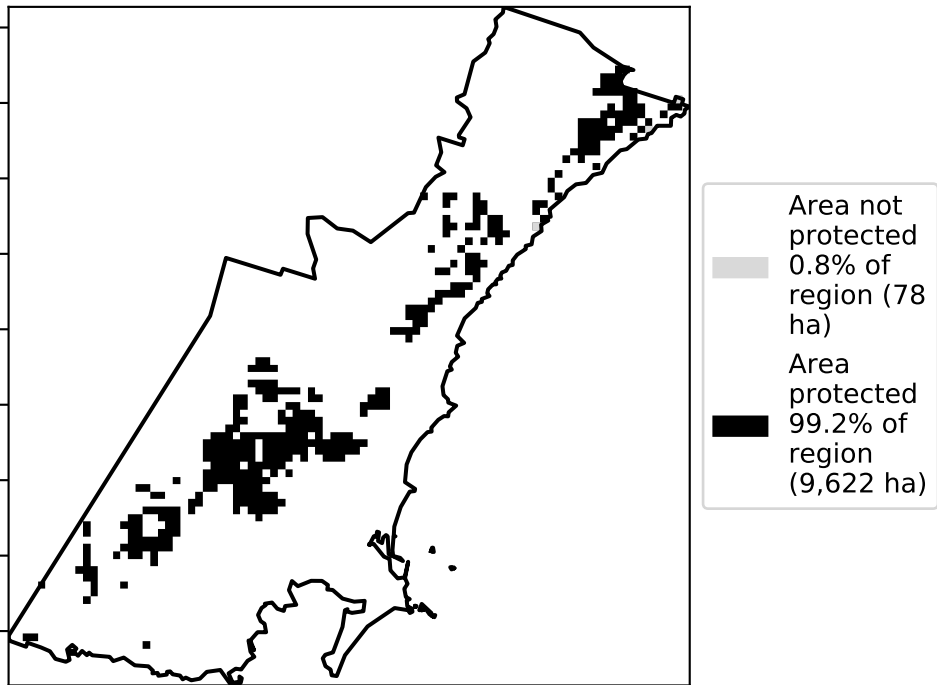 Area not
protected
0.8% of
region (78
ha)
Area
protected
99.2% of
region
(9,622 ha)